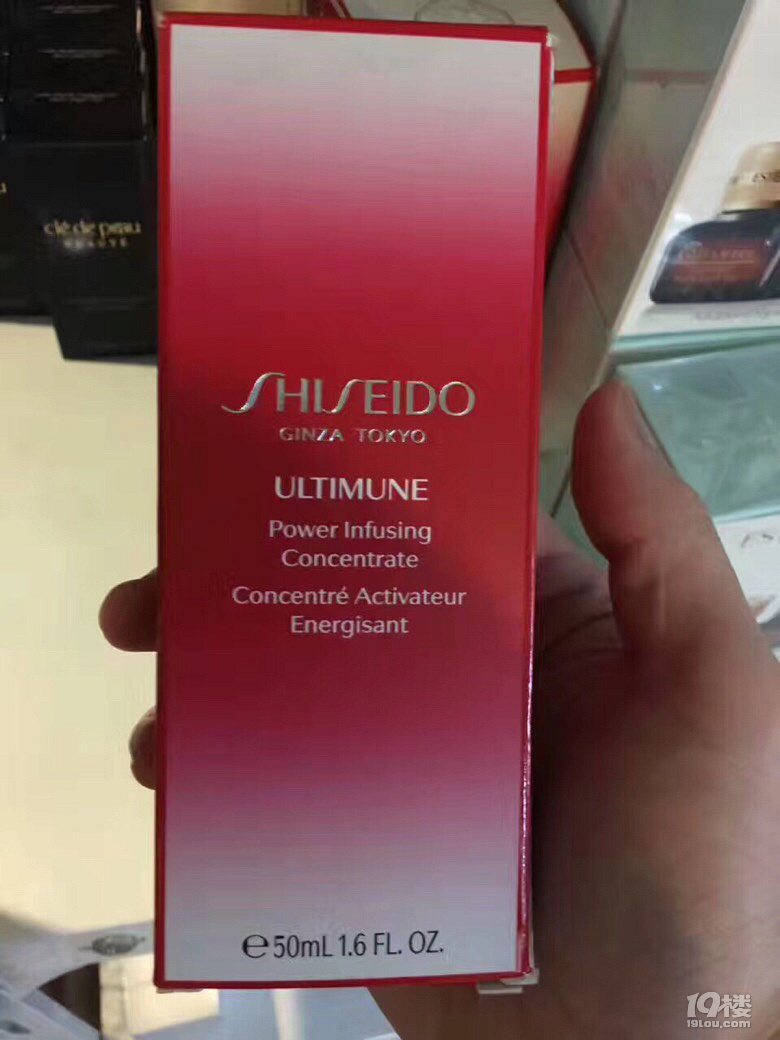 clé de peau
BEAUTÉ
SHISEIDO
GINZA TOKYO
ULTIMUNE
Power Infusing
Concentrate
Concentré Activateur
Energisant
℮50mL 1.6 FL. OZ.
19楼
19lou.com